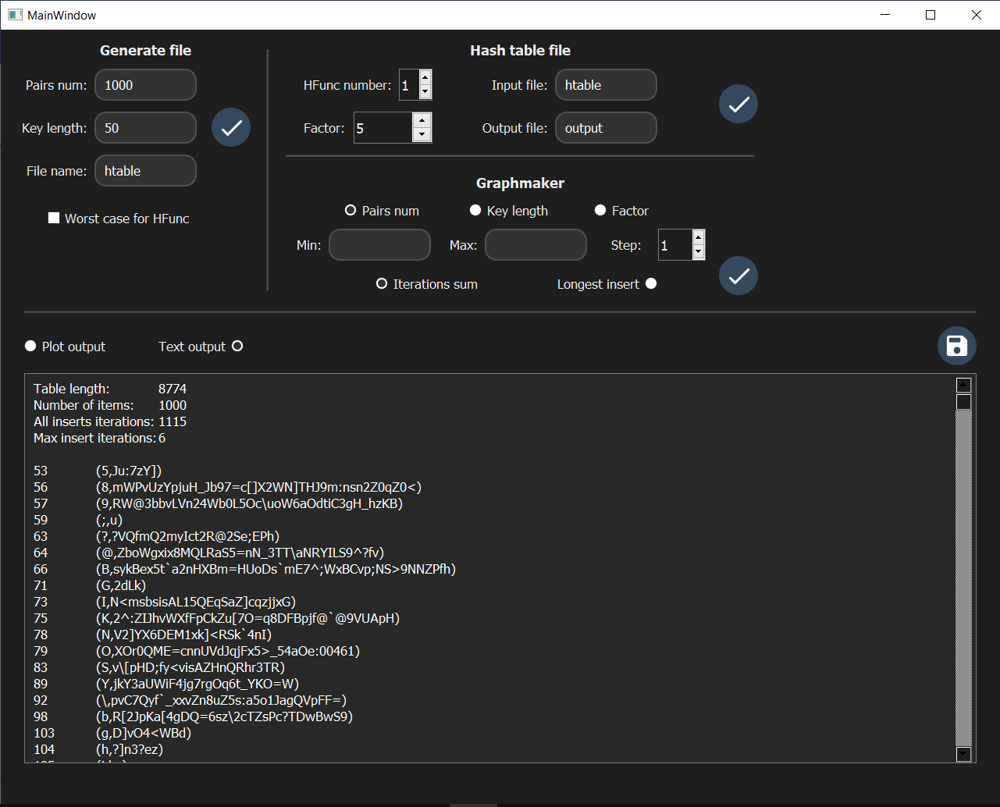 MainWindow
Generate file
Pairs num: 1000
Key length: 50
File name: htable
Worst case for HFunc
Hash table file
HFunc number: 1 Input file: htable
Factor: 5 Output file: output
Graphmaker
Pairs num Key length Factor
Min: Max: Step: 1
Iterations sum Longest insert
Plot output Text output
Table length: 8774
Number of items: 1000
All inserts iterations: 1115
Max insert iterations: 6
53 (5,Ju:7zY])
56 (8,mWPvUzYpjuH_Jb97=c[]X2WN]THJ9m:nsn2Z0qZ0<)
57 (9,RW@3bbvLVn24Wb0L5Oc\uoW6aOdtiC3gH_hzKB)
59 (;,u)
63 (?,?VQfmQ2myIct2R@2Se;EPh)
64 (@,ZboWgxix8MQLRaS5=nN_3TT\aNRYILS9^?fv)
66 (B,sykBex5t`a2nHXBm=HUoDs`mE7^;WxBCvp;NS>9NNZPfh)
71 (G,2dLk)
73 (I,N<msbsisAL15QEqSaZ]cqzjjxG)
75 (K,2^:ZIJhvWXfFpCkZu[7O=q8DFBpjf@`@9VUApH)
78 (N,V2]YX6DEM1xk]<RSk`4nI)
79 (O,XOr0QME=cnnUVdJqjFx5>_54aOe:00461)
83 (S,v\[pHD;fy<visAZHnQRhr3TR)
89 (Y,jkY3aUWiF4jg7rgOq6t_YKO=W)
92 (\,pvC7Qyf`_xxvZn8uZ5s:a5o1JagQVpFF=)
98 (b,R[2JpKa[4gDQ=6sz\2cTZsPc?TDwBwS9)
103 (g,D]vO4<WBd)
104 (h,?]n3?ez)